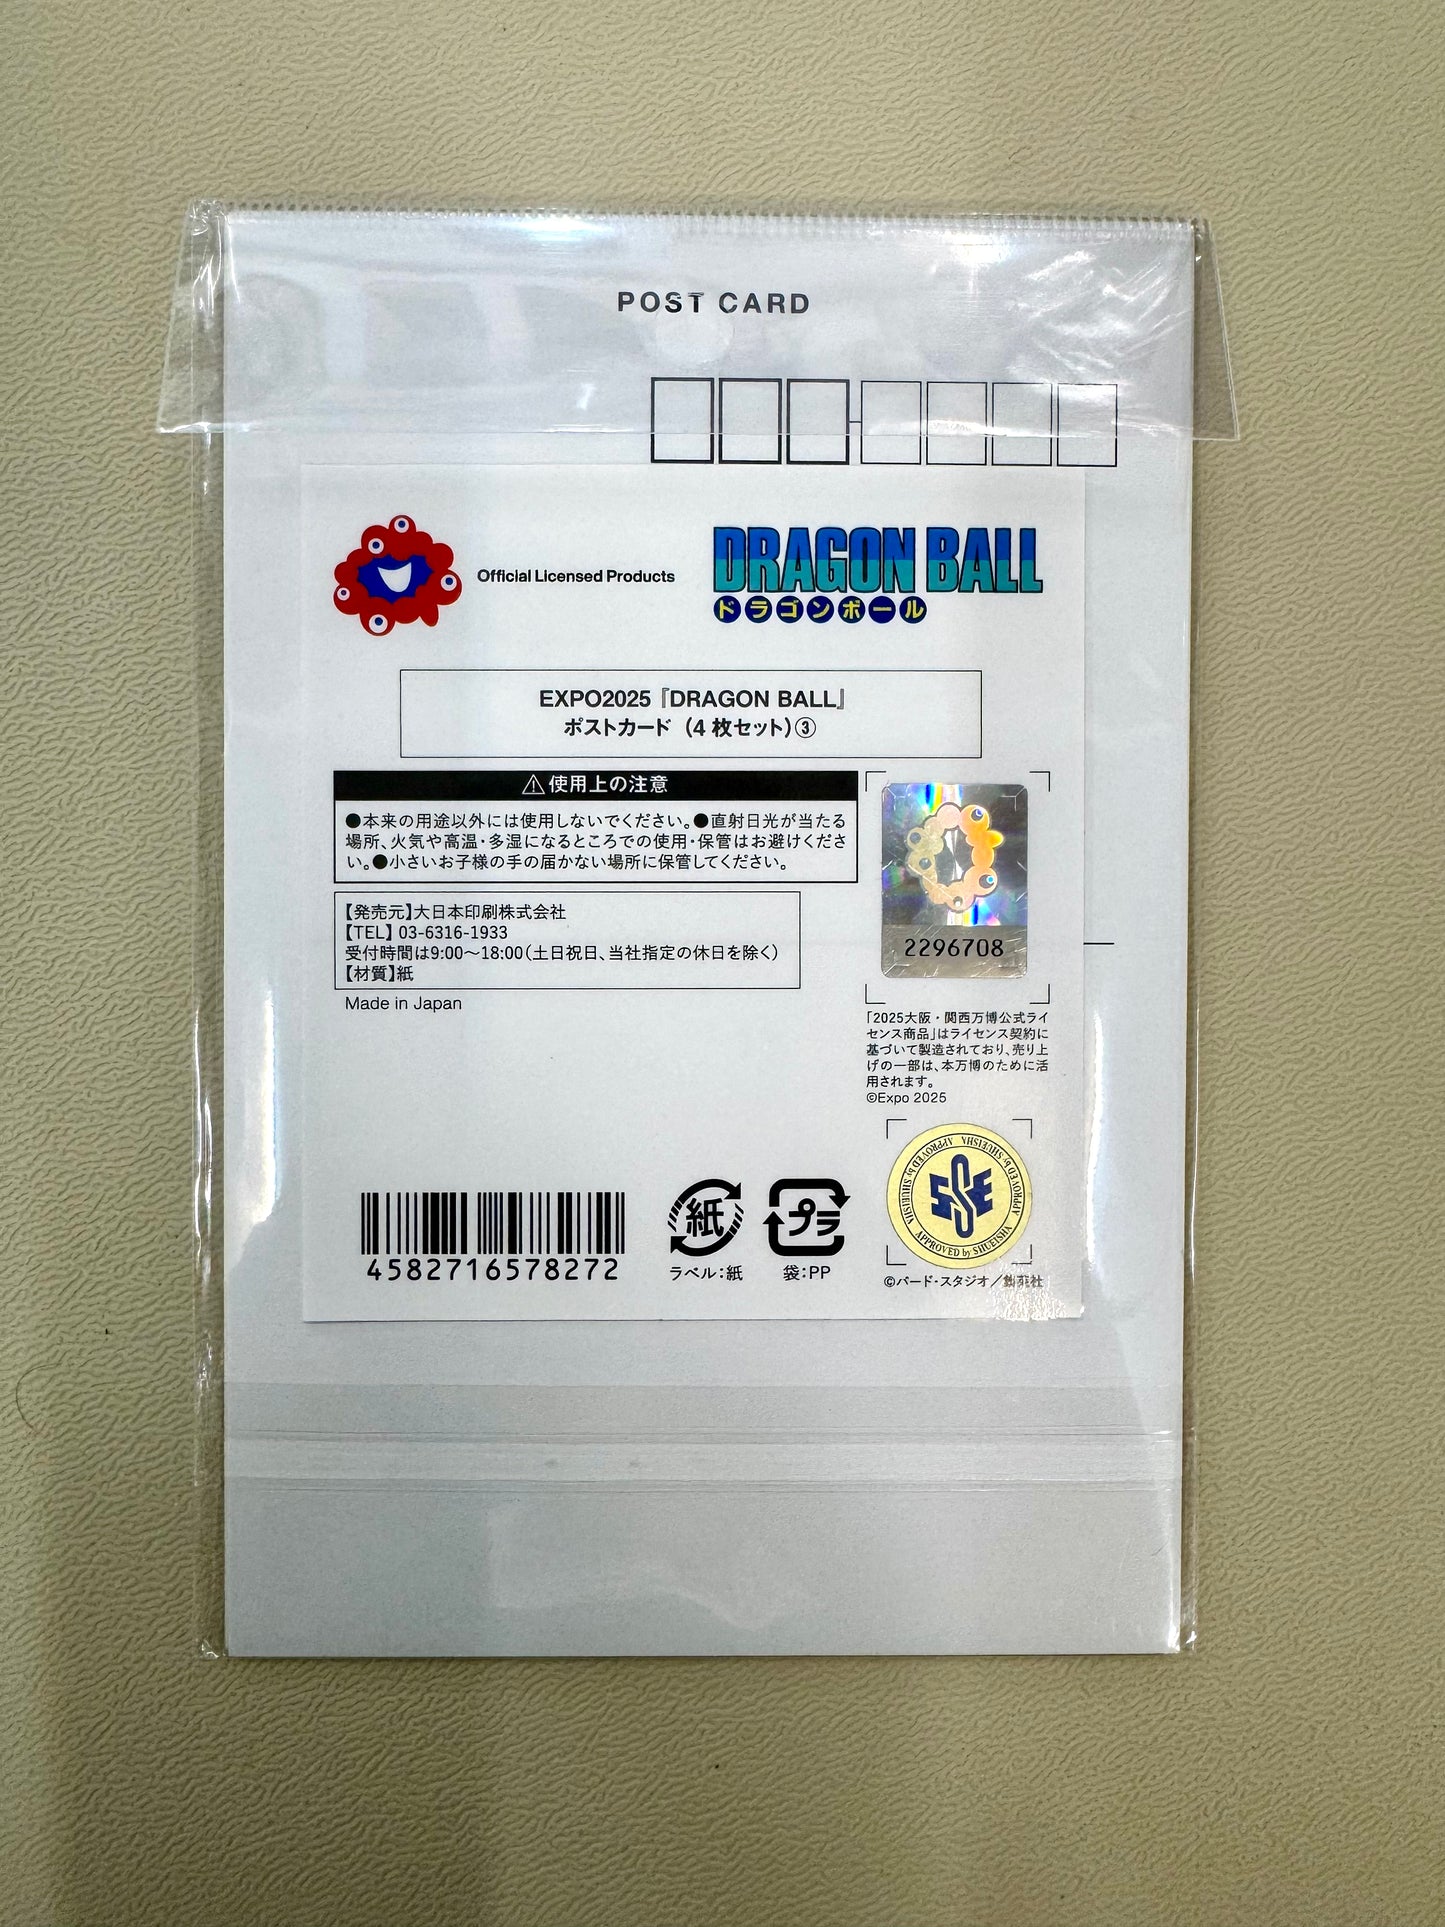 POST CARD
Official Licensed Products
DRAGON BALL
ドラゴンボール
EXPO2025『DRAGON BALL』
ポストカード（4 枚セット）③
⚠使用上の注意
●本来の用途以外には使用しないでください。●直射日光が当たる
場所、火気や高温・多湿になるところでの使用・保管はお避けくださ
い。●小さいお子様の手の届かない場所に保管してください。
【発売元】大日本印刷株式会社
【TEL】03-6316-1933
受付時間は9:00～18:00（土日祝日、当社指定の休日を除く）
【材質】紙
Made in Japan
2296708
「2025大阪・関西万博公式ライ
センス商品」はライセンス契約に
基づいて製造されており、売り上
げの一部は、本万博のために活
用されます。
©Expo 2025
APPROVED by SHUEISHA APPROVED by SHUEISHA APPROVED by SHUEISHA
SSE
4582716578272
紙
ラベル：紙
プラ
袋：PP
©バード・スタジオ／集英社